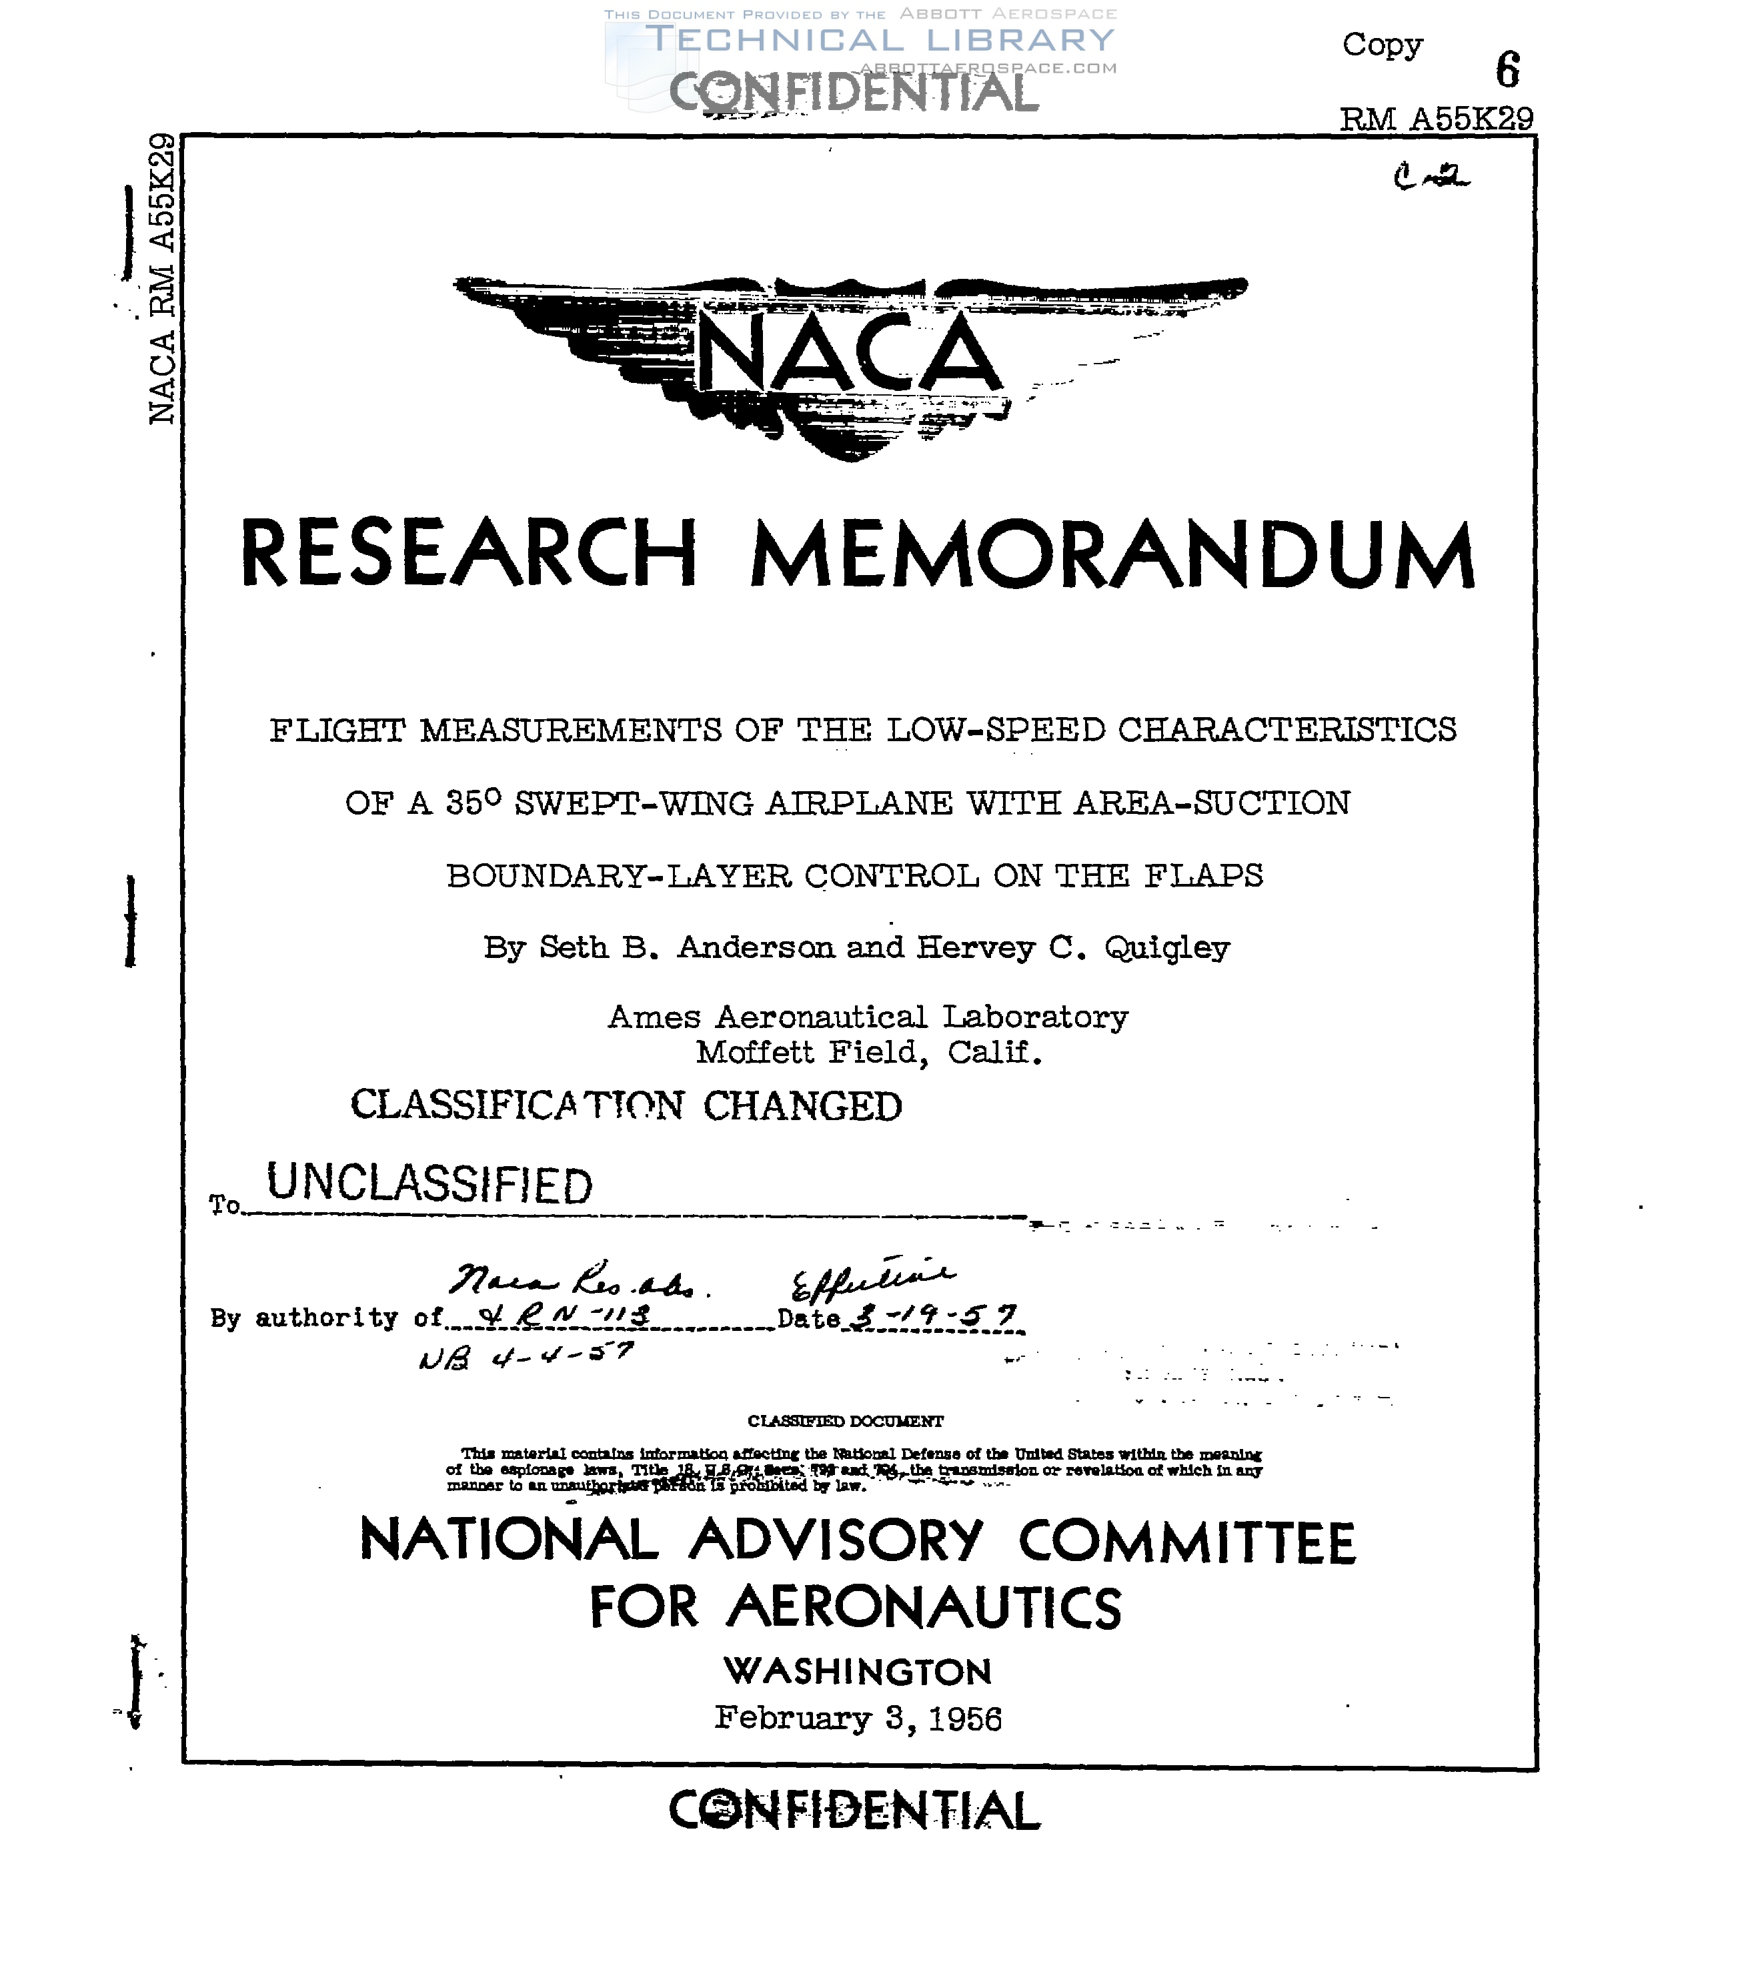 THIS DOCUMENT PROVIDED BY THE ABBOTT AEROSPACE
TECHNICAL LIBRARY
ABBOTTAEROSPACE.COM
CONFIDENTIAL
Copy 6
RM A55K29
NACA RM A55K29
NACA
RESEARCH MEMORANDUM
FLIGHT MEASUREMENTS OF THE LOW-SPEED CHARACTERISTICS
OF A 35° SWEPT-WING AIRPLANE WITH AREA-SUCTION
BOUNDARY-LAYER CONTROL ON THE FLAPS
By Seth B. Anderson and Hervey C. Quigley
Ames Aeronautical Laboratory
Moffett Field, Calif.
CLASSIFICATION CHANGED
To UNCLASSIFIED
Naca Res. abs. Effective
By authority of RN-113 Date 3-19-57
NB 4-4-57
CLASSIFIED DOCUMENT
This material contains information affecting the National Defense of the United States within the meaning
of the espionage laws, Title 18, and the transmission or revelation of which in any
manner to an unauthorized person is prohibited by law.
NATIONAL ADVISORY COMMITTEE
FOR AERONAUTICS
WASHINGTON
February 3, 1956
CONFIDENTIAL